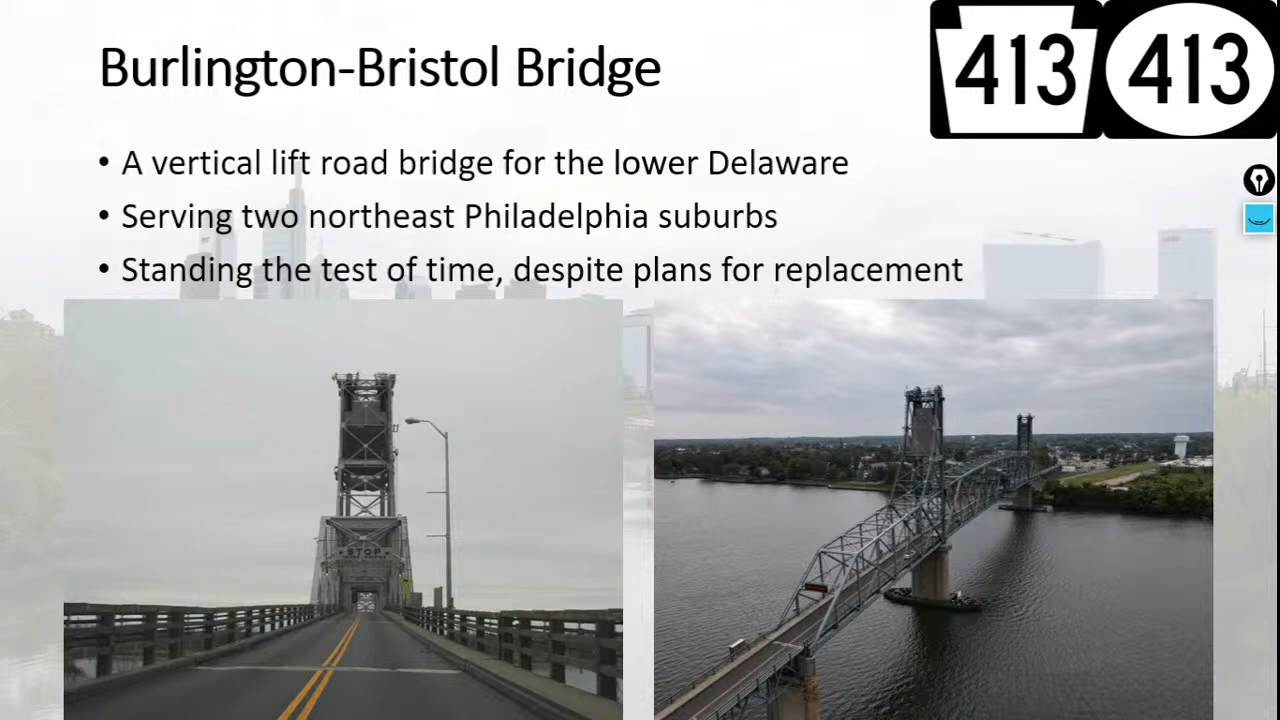 Burlington-Bristol Bridge
413
413
• A vertical lift road bridge for the lower Delaware
• Serving two northeast Philadelphia suburbs
• Standing the test of time, despite plans for replacement
STOP